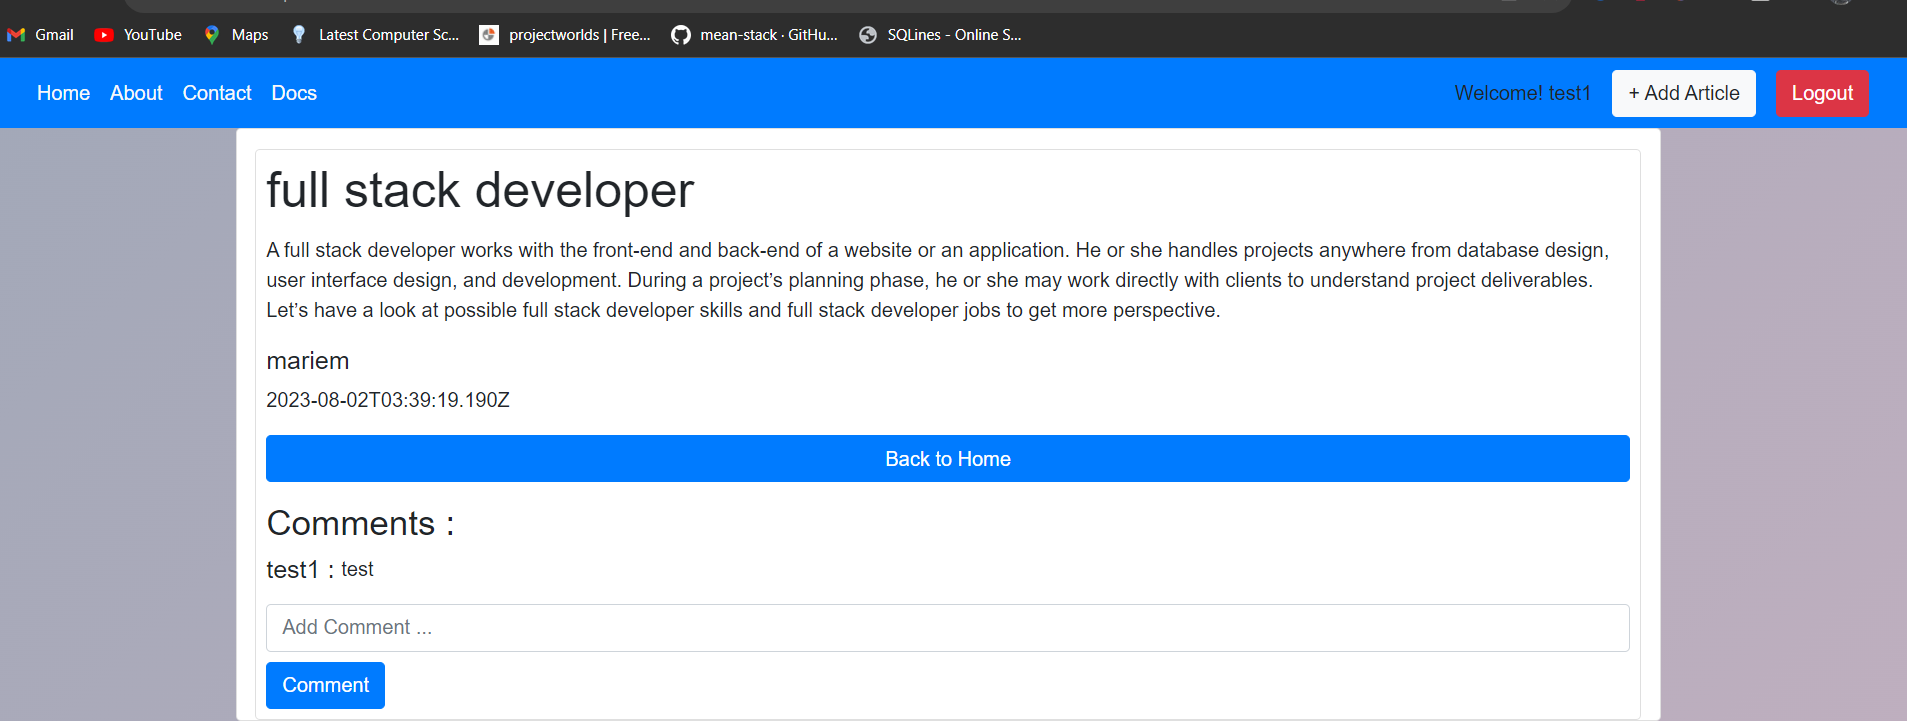 Gmail YouTube Maps Latest Computer Sc... projectworlds | Free... mean-stack · GitHu... SQLines - Online S...
Home About Contact Docs Welcome! test1 + Add Article Logout
full stack developer
A full stack developer works with the front-end and back-end of a website or an application. He or she handles projects anywhere from database design,
user interface design, and development. During a project’s planning phase, he or she may work directly with clients to understand project deliverables.
Let’s have a look at possible full stack developer skills and full stack developer jobs to get more perspective.
mariem
2023-08-02T03:39:19.190Z
Back to Home
Comments :
test1 : test
Add Comment ...
Comment